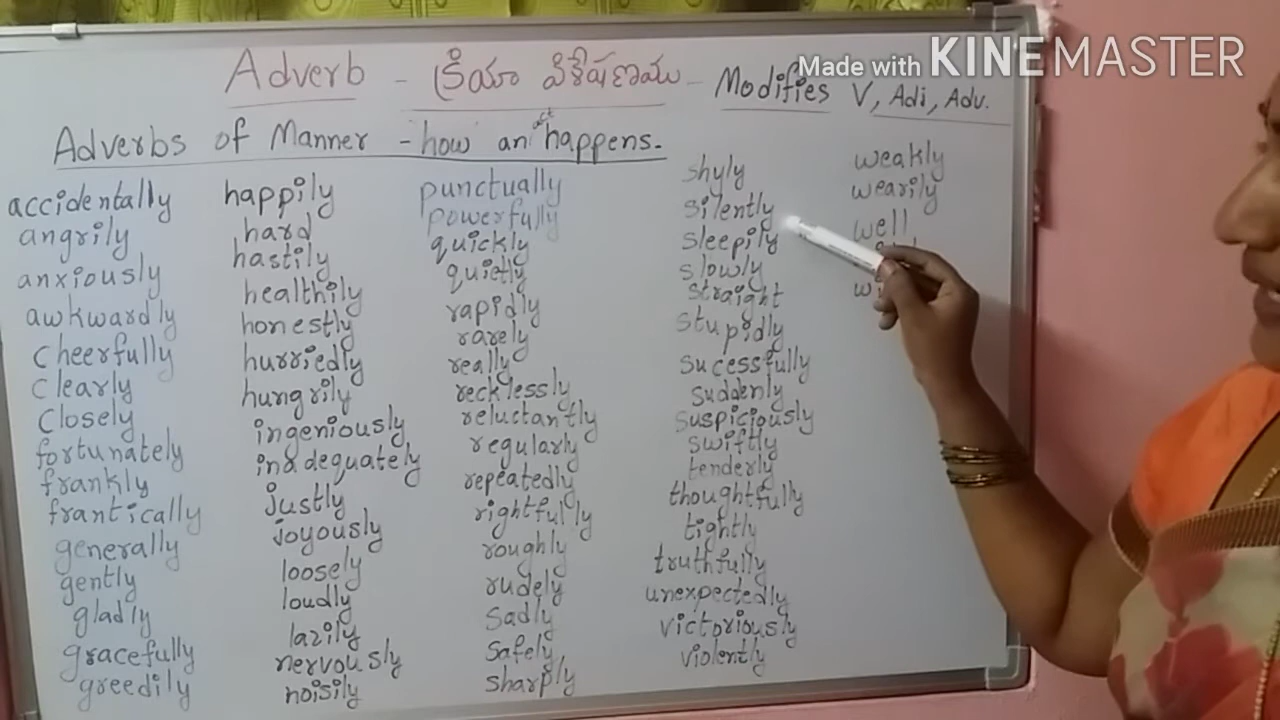 Made with KINEMASTER
Adverb - క్రియా విశేషణము - Modifies V, Adj, Adv.
Adverbs of Manner - how an act happens.
accidentally
angrily
anxiously
awkwardly
cheerfully
clearly
closely
fortunately
frankly
frantically
generally
gently
gladly
gracefully
greedily
happily
hard
hastily
healthily
honestly
hurriedly
hungrily
ingeniously
inadequately
justly
joyously
loosely
loudly
lazily
nervously
noisily
punctually
powerfully
quickly
quietly
rapidly
rarely
really
recklessly
reluctantly
regularly
repeatedly
rightfully
roughly
rudely
Sadly
Safely
sharply
shyly
silently
sleepily
slowly
straight
stupidly
sucessfully
suddenly
suspiciously
swiftly
tenderly
thoughtfully
tightly
truthfully
unexpectedly
victoriously
violently
weakly
wearily
well